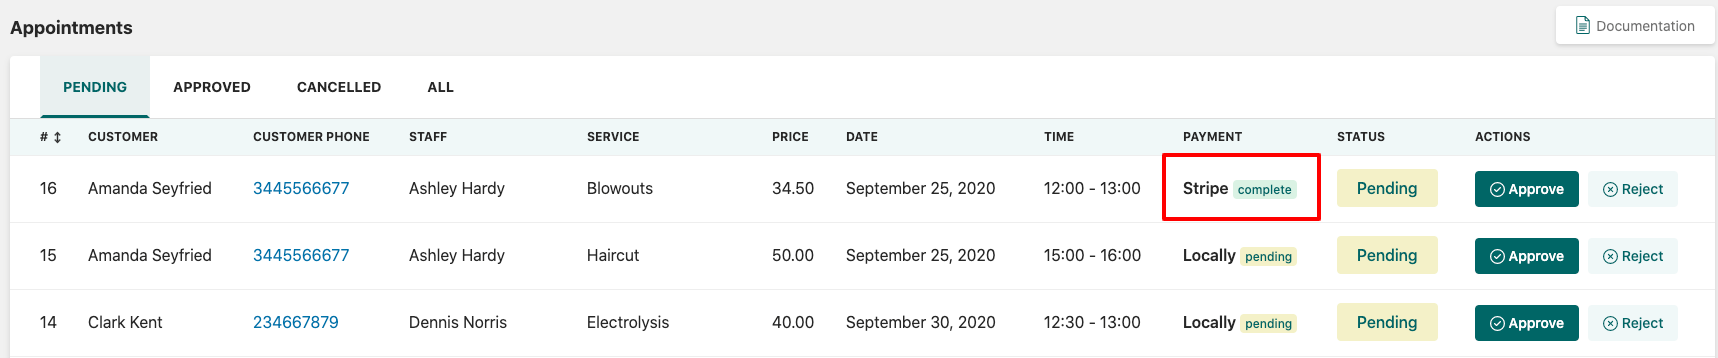 Appointments
Documentation
PENDING APPROVED CANCELLED ALL
# CUSTOMER CUSTOMER PHONE STAFF SERVICE PRICE DATE TIME PAYMENT STATUS ACTIONS
16 Amanda Seyfried 3445566677 Ashley Hardy Blowouts 34.50 September 25, 2020 12:00 - 13:00 Stripe complete Pending Approve Reject
15 Amanda Seyfried 3445566677 Ashley Hardy Haircut 50.00 September 25, 2020 15:00 - 16:00 Locally pending Pending Approve Reject
14 Clark Kent 234667879 Dennis Norris Electrolysis 40.00 September 30, 2020 12:30 - 13:00 Locally pending Pending Approve Reject